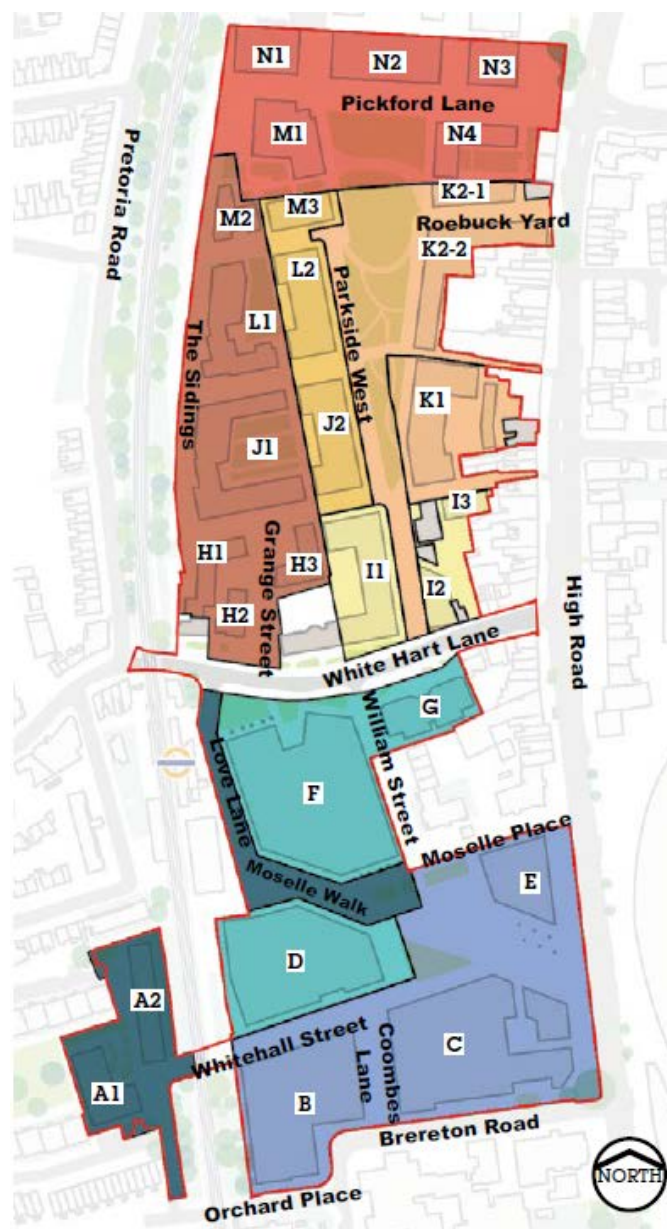 N1
N2
N3
Pickford Lane
M1
N4
Pretoria Road
K2-1
M2
M3
Roebuck Yard
K2-2
L2
Parkside West
L1
The Sidings
K1
J2
J1
I3
Grange Street
H1
H3
I1
I2
H2
High Road
White Hart Lane
G
William Street
Love Lane
F
Moselle Place
E
Moselle Walk
D
A2
Whitehall Street
Coombes Lane
C
A1
B
Brereton Road
NORTH
Orchard Place